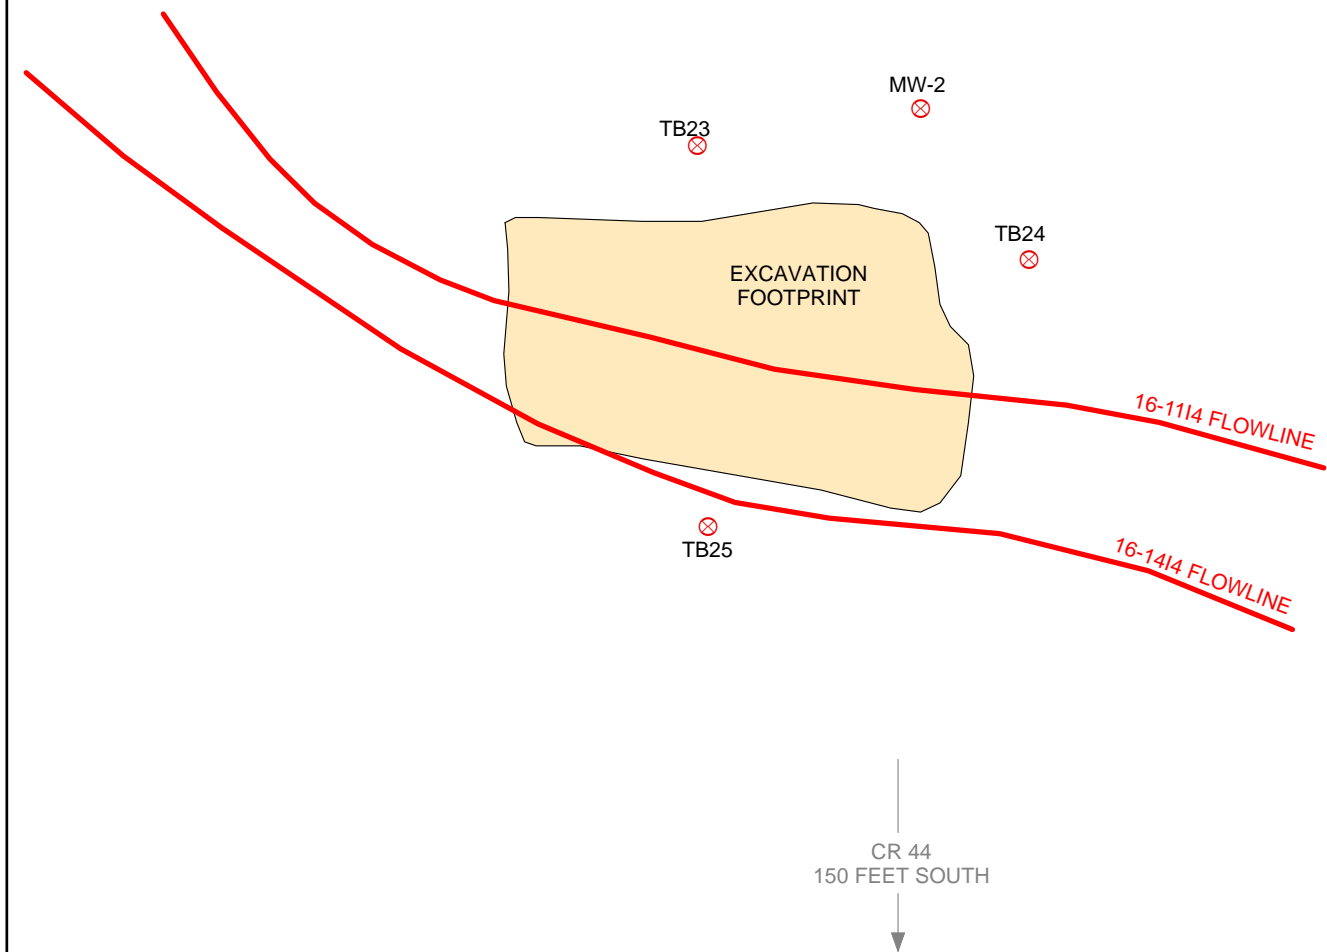 MW-2
TB23
TB24
EXCAVATION
FOOTPRINT
16-11I4 FLOWLINE
TB25
16-14I4 FLOWLINE
CR 44
150 FEET SOUTH